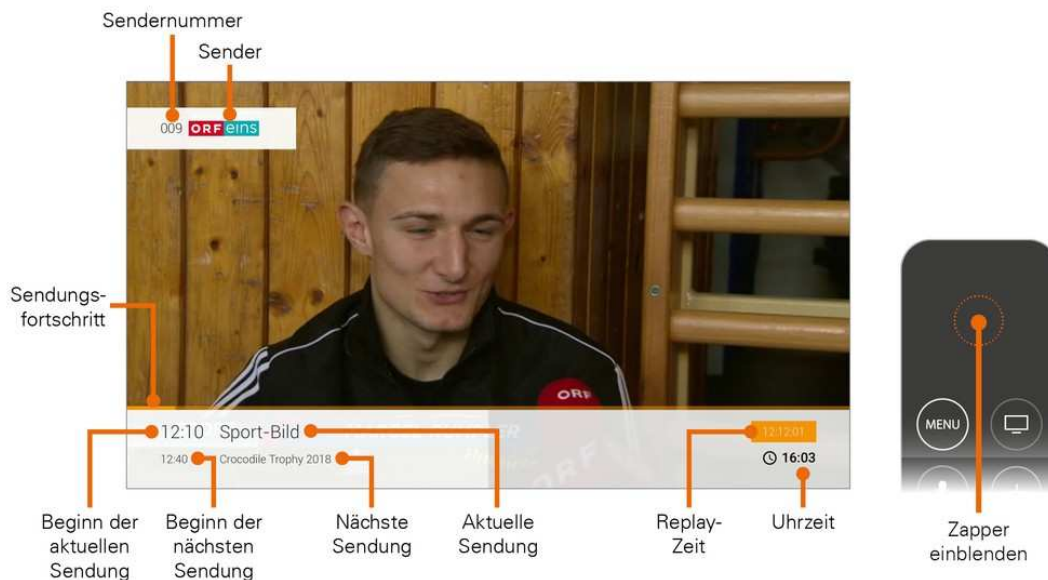 Sendernummer
Sender
009 ORF eins
Sendungs-
fortschritt
ORF
12:10 Sport-Bild
12:12:01
12:40 Crocodile Trophy 2018
16:03
MENU
Beginn der
aktuellen
Sendung
Beginn der
nächsten
Sendung
Nächste
Sendung
Aktuelle
Sendung
Replay-
Zeit
Uhrzeit
Zapper
einblenden